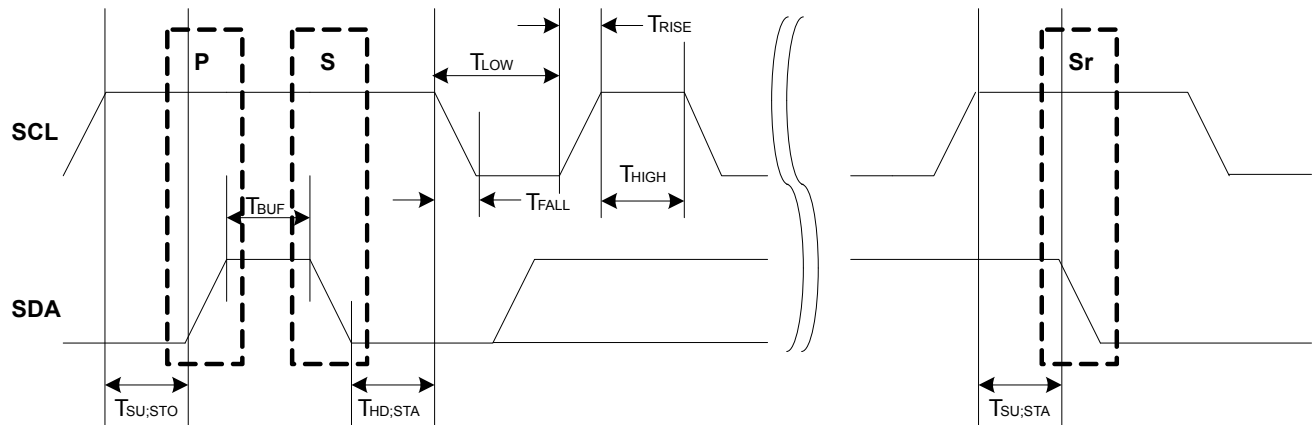 TRISE
P
S
TLOW
Sr
SCL
THIGH
TFALL
TBUF
SDA
TSU;STO
THD;STA
TSU;STA